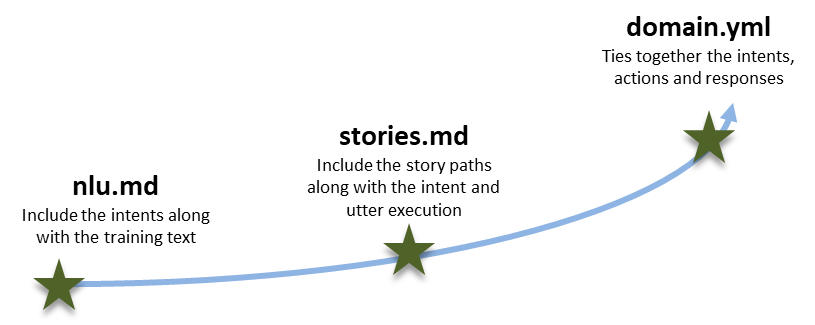 nlu.md
Include the intents along
with the training text
stories.md
Include the story paths
along with the intent and
utter execution
domain.yml
Ties together the intents,
actions and responses